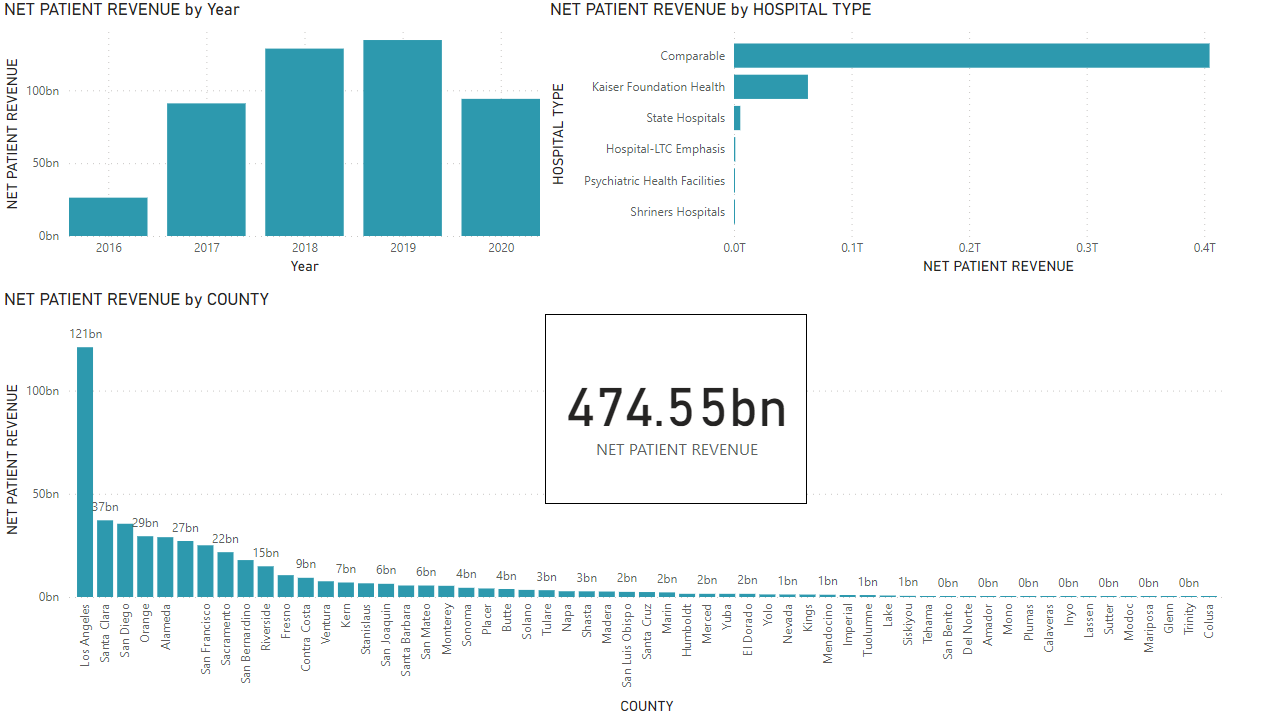 NET PATIENT REVENUE by Year
NET PATIENT REVENUE
100bn
50bn
0bn
2016 2017 2018 2019 2020
Year
NET PATIENT REVENUE by HOSPITAL TYPE
HOSPITAL TYPE
Comparable
Kaiser Foundation Health
State Hospitals
Hospital-LTC Emphasis
Psychiatric Health Facilities
Shriners Hospitals
0.0T 0.1T 0.2T 0.3T 0.4T
NET PATIENT REVENUE
NET PATIENT REVENUE by COUNTY
NET PATIENT REVENUE
100bn
50bn
0bn
121bn 37bn 29bn 27bn 22bn 15bn 9bn 7bn 6bn 6bn 4bn 4bn 3bn 3bn 2bn 2bn 2bn 2bn 1bn 1bn 1bn 1bn 0bn 0bn 0bn 0bn 0bn 0bn 0bn
474.55bn
NET PATIENT REVENUE
Los Angeles
Santa Clara
San Diego
Orange
Alameda
San Francisco
Sacramento
San Bernardino
Riverside
Fresno
Contra Costa
Ventura
Kern
Stanislaus
San Joaquin
Santa Barbara
San Mateo
Monterey
Sonoma
Placer
Butte
Solano
Tulare
Napa
Shasta
Madera
San Luis Obispo
Santa Cruz
Marin
Humboldt
Merced
Yuba
El Dorado
Yolo
Nevada
Kings
Mendocino
Imperial
Tuolumne
Lake
Siskiyou
Tehama
San Benito
Del Norte
Amador
Mono
Plumas
Calaveras
Inyo
Lassen
Sutter
Modoc
Mariposa
Glenn
Trinity
Colusa
COUNTY